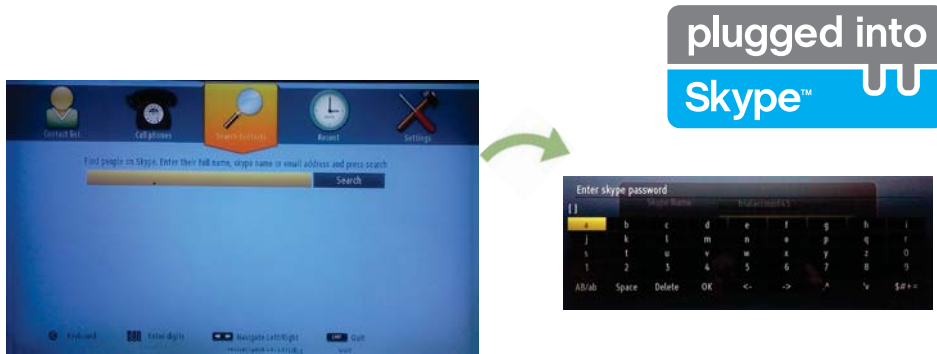 plugged into
Skype™
Contact list
Call phones
Search Contacts
Recent
Settings
Find people on Skype. Enter their full name, skype name or email address and press search
Search
Keyboard
Enter digits
Navigate Left/Right
Quit
Enter skype password
[ ]
Skype Name
a b c d e f g h i
j k l m n o p q r
s t u v w x y z 0
1 2 3 4 5 6 7 8 9
AB/ab Space Delete OK <- -> .^ 'v $#+=